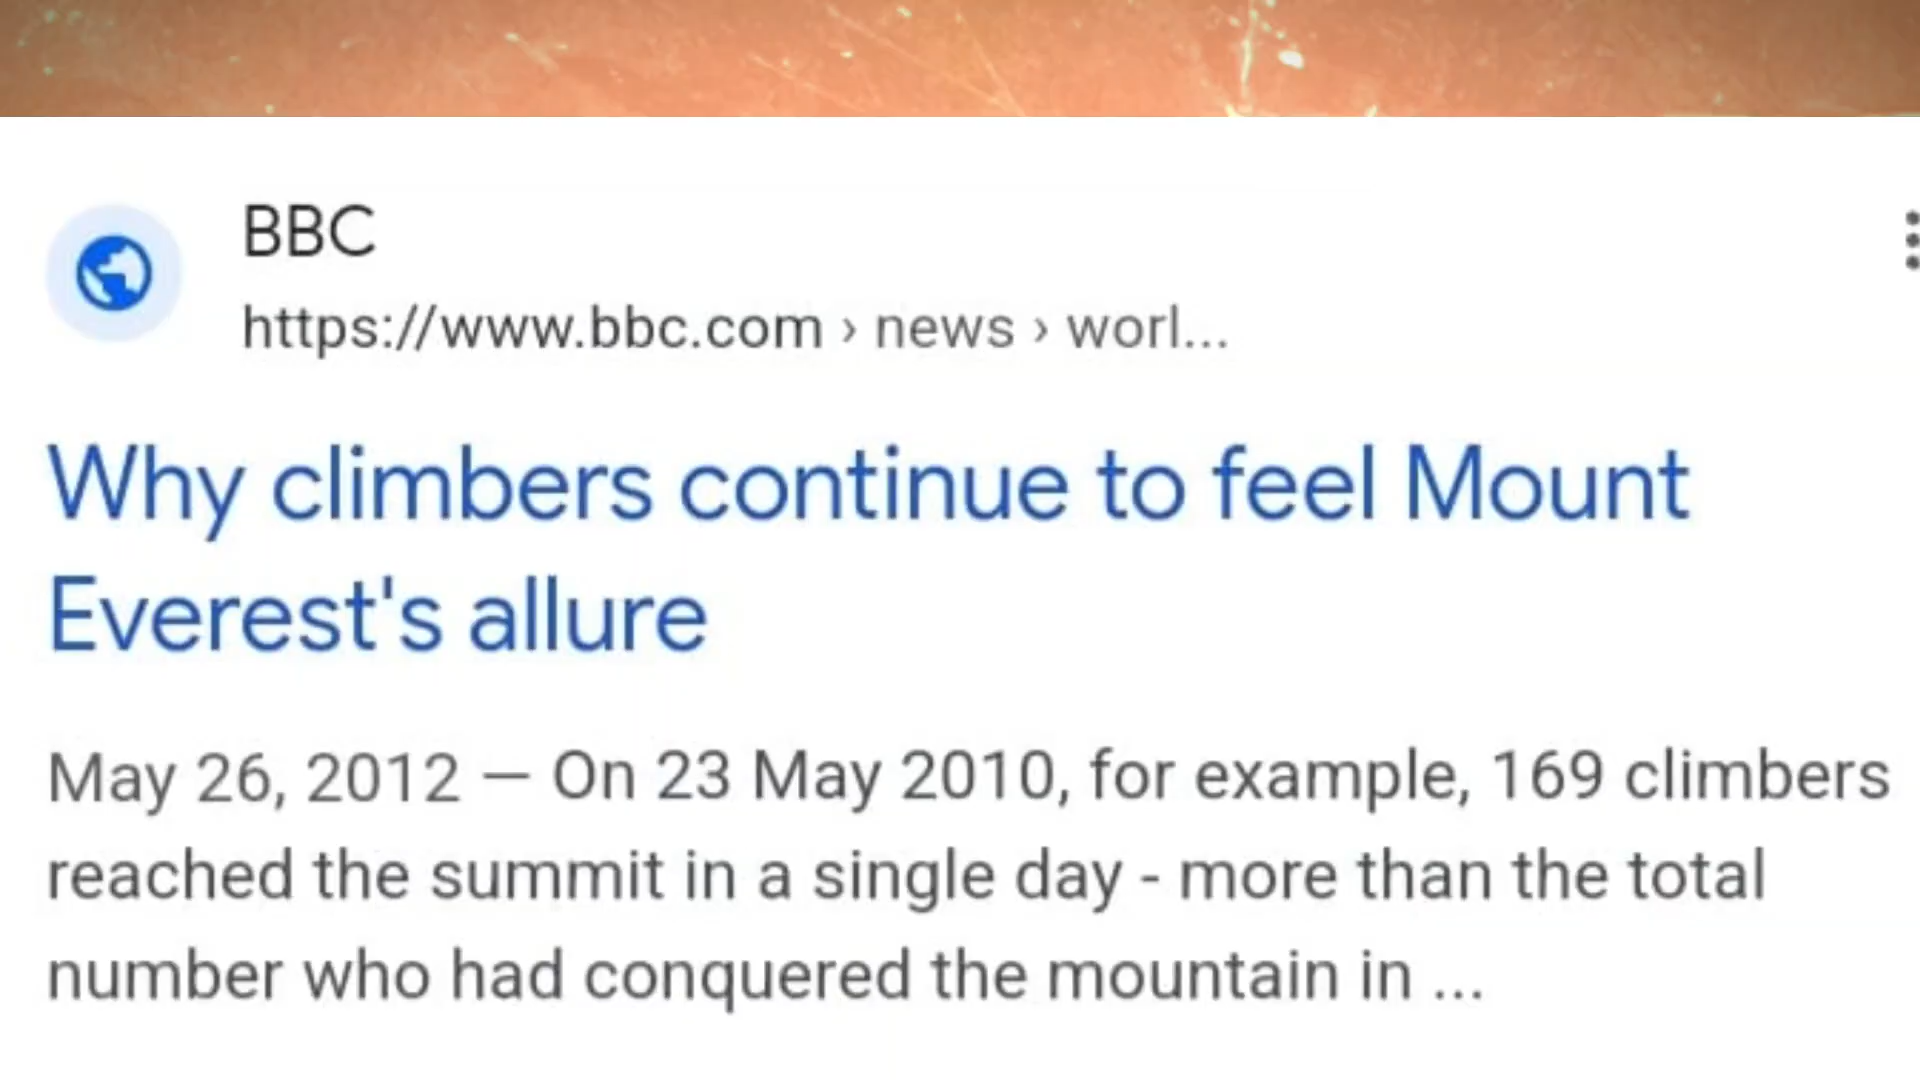 BBC
https://www.bbc.com › news › worl...
Why climbers continue to feel Mount
Everest's allure
May 26, 2012 — On 23 May 2010, for example, 169 climbers
reached the summit in a single day - more than the total
number who had conquered the mountain in ...